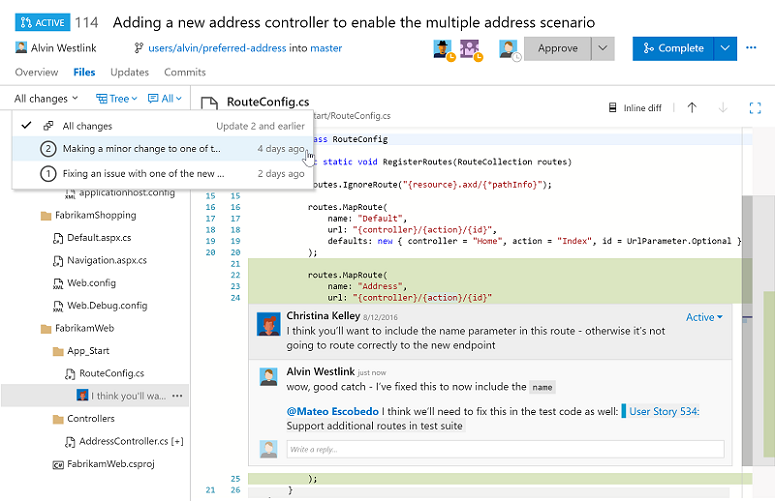 ACTIVE 114 Adding a new address controller to enable the multiple address scenario
Alvin Westlink users/alvin/preferred-address into master Approve Complete
Overview Files Updates Commits
All changes Tree All
RouteConfig.cs
Start/RouteConfig.cs Inline diff
All changes Update 2 and earlier
2 Making a minor change to one of t... 4 days ago
1 Fixing an issue with one of the new ... 2 days ago
applicationhost.config
FabrikamShopping
Default.aspx.cs
Navigation.aspx.cs
Web.config
Web.Debug.config
FabrikamWeb
App_Start
RouteConfig.cs
I think you'll wa...
Controllers
AddressController.cs [+]
FabrikamWeb.csproj
ass RouteConfig
c static void RegisterRoutes(RouteCollection routes)
routes.IgnoreRoute("{resource}.axd/{*pathInfo}");
15 15
16 16 routes.MapRoute(
17 17 name: "Default",
18 18 url: "{controller}/{action}/{id}",
19 19 defaults: new { controller = "Home", action = "Index", id = UrlParameter.Optional }
20 20 );
21
22 routes.MapRoute(
23 name: "Address",
24 url: "{controller}/{action}/{id}"
Christina Kelley 8/12/2016 Active
I think you'll want to include the name parameter in this route - otherwise it's not
going to route correctly to the new endpoint
Alvin Westlink just now
wow, good catch - I've fixed this to now include the name
@Mateo Escobedo I think we'll need to fix this in the test code as well: User Story 534:
Support additional routes in test suite
Write a reply...
25 );
21 26 }